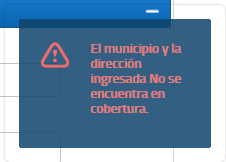 El municipio y la
dirección
ingresada No se
encuentra en
cobertura.